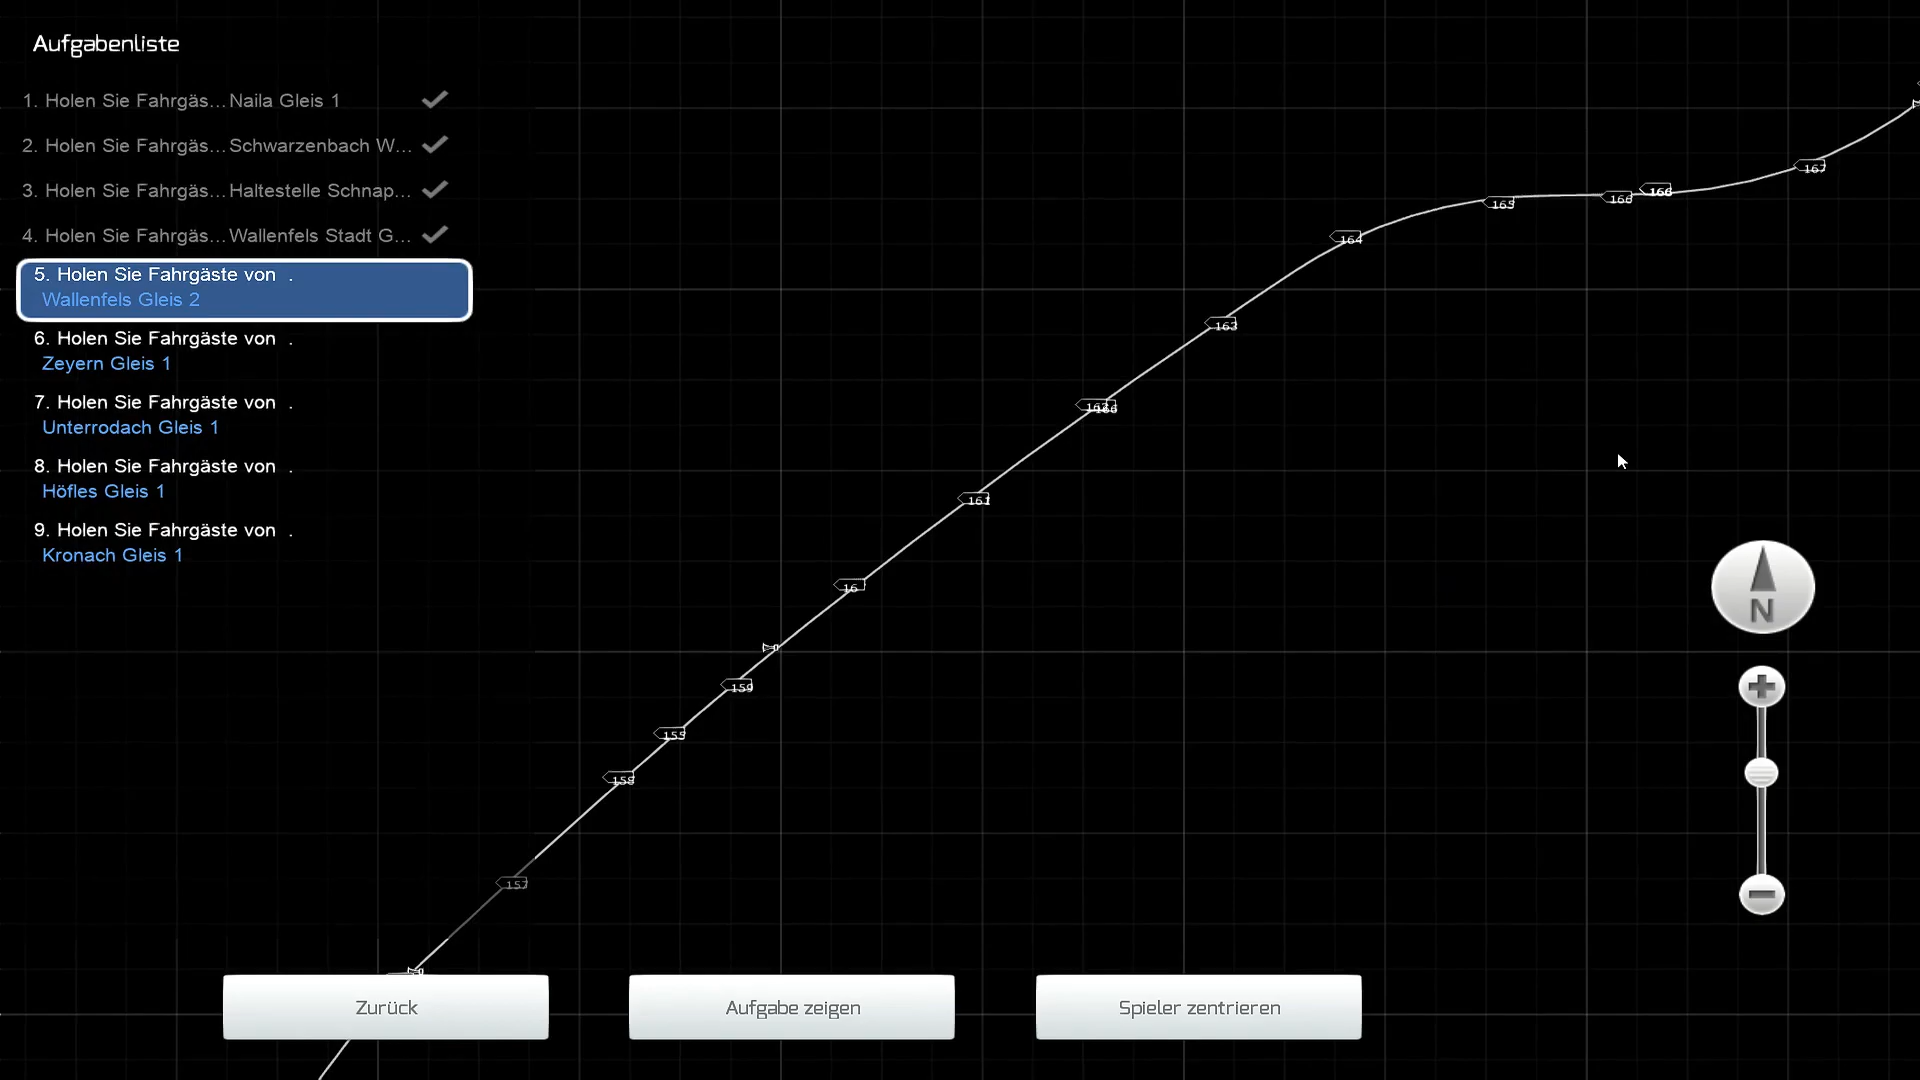 Aufgabenliste
1. Holen Sie Fahrgäs... Naila Gleis 1
2. Holen Sie Fahrgäs... Schwarzenbach W...
3. Holen Sie Fahrgäs... Haltestelle Schnap...
4. Holen Sie Fahrgäs... Wallenfels Stadt G...
5. Holen Sie Fahrgäste von .
Wallenfels Gleis 2
6. Holen Sie Fahrgäste von .
Zeyern Gleis 1
7. Holen Sie Fahrgäste von .
Unterrodach Gleis 1
8. Holen Sie Fahrgäste von .
Höfles Gleis 1
9. Holen Sie Fahrgäste von .
Kronach Gleis 1
167
166
166
165
164
163
161
16
159
155
158
157
N
Zurück
Aufgabe zeigen
Spieler zentrieren